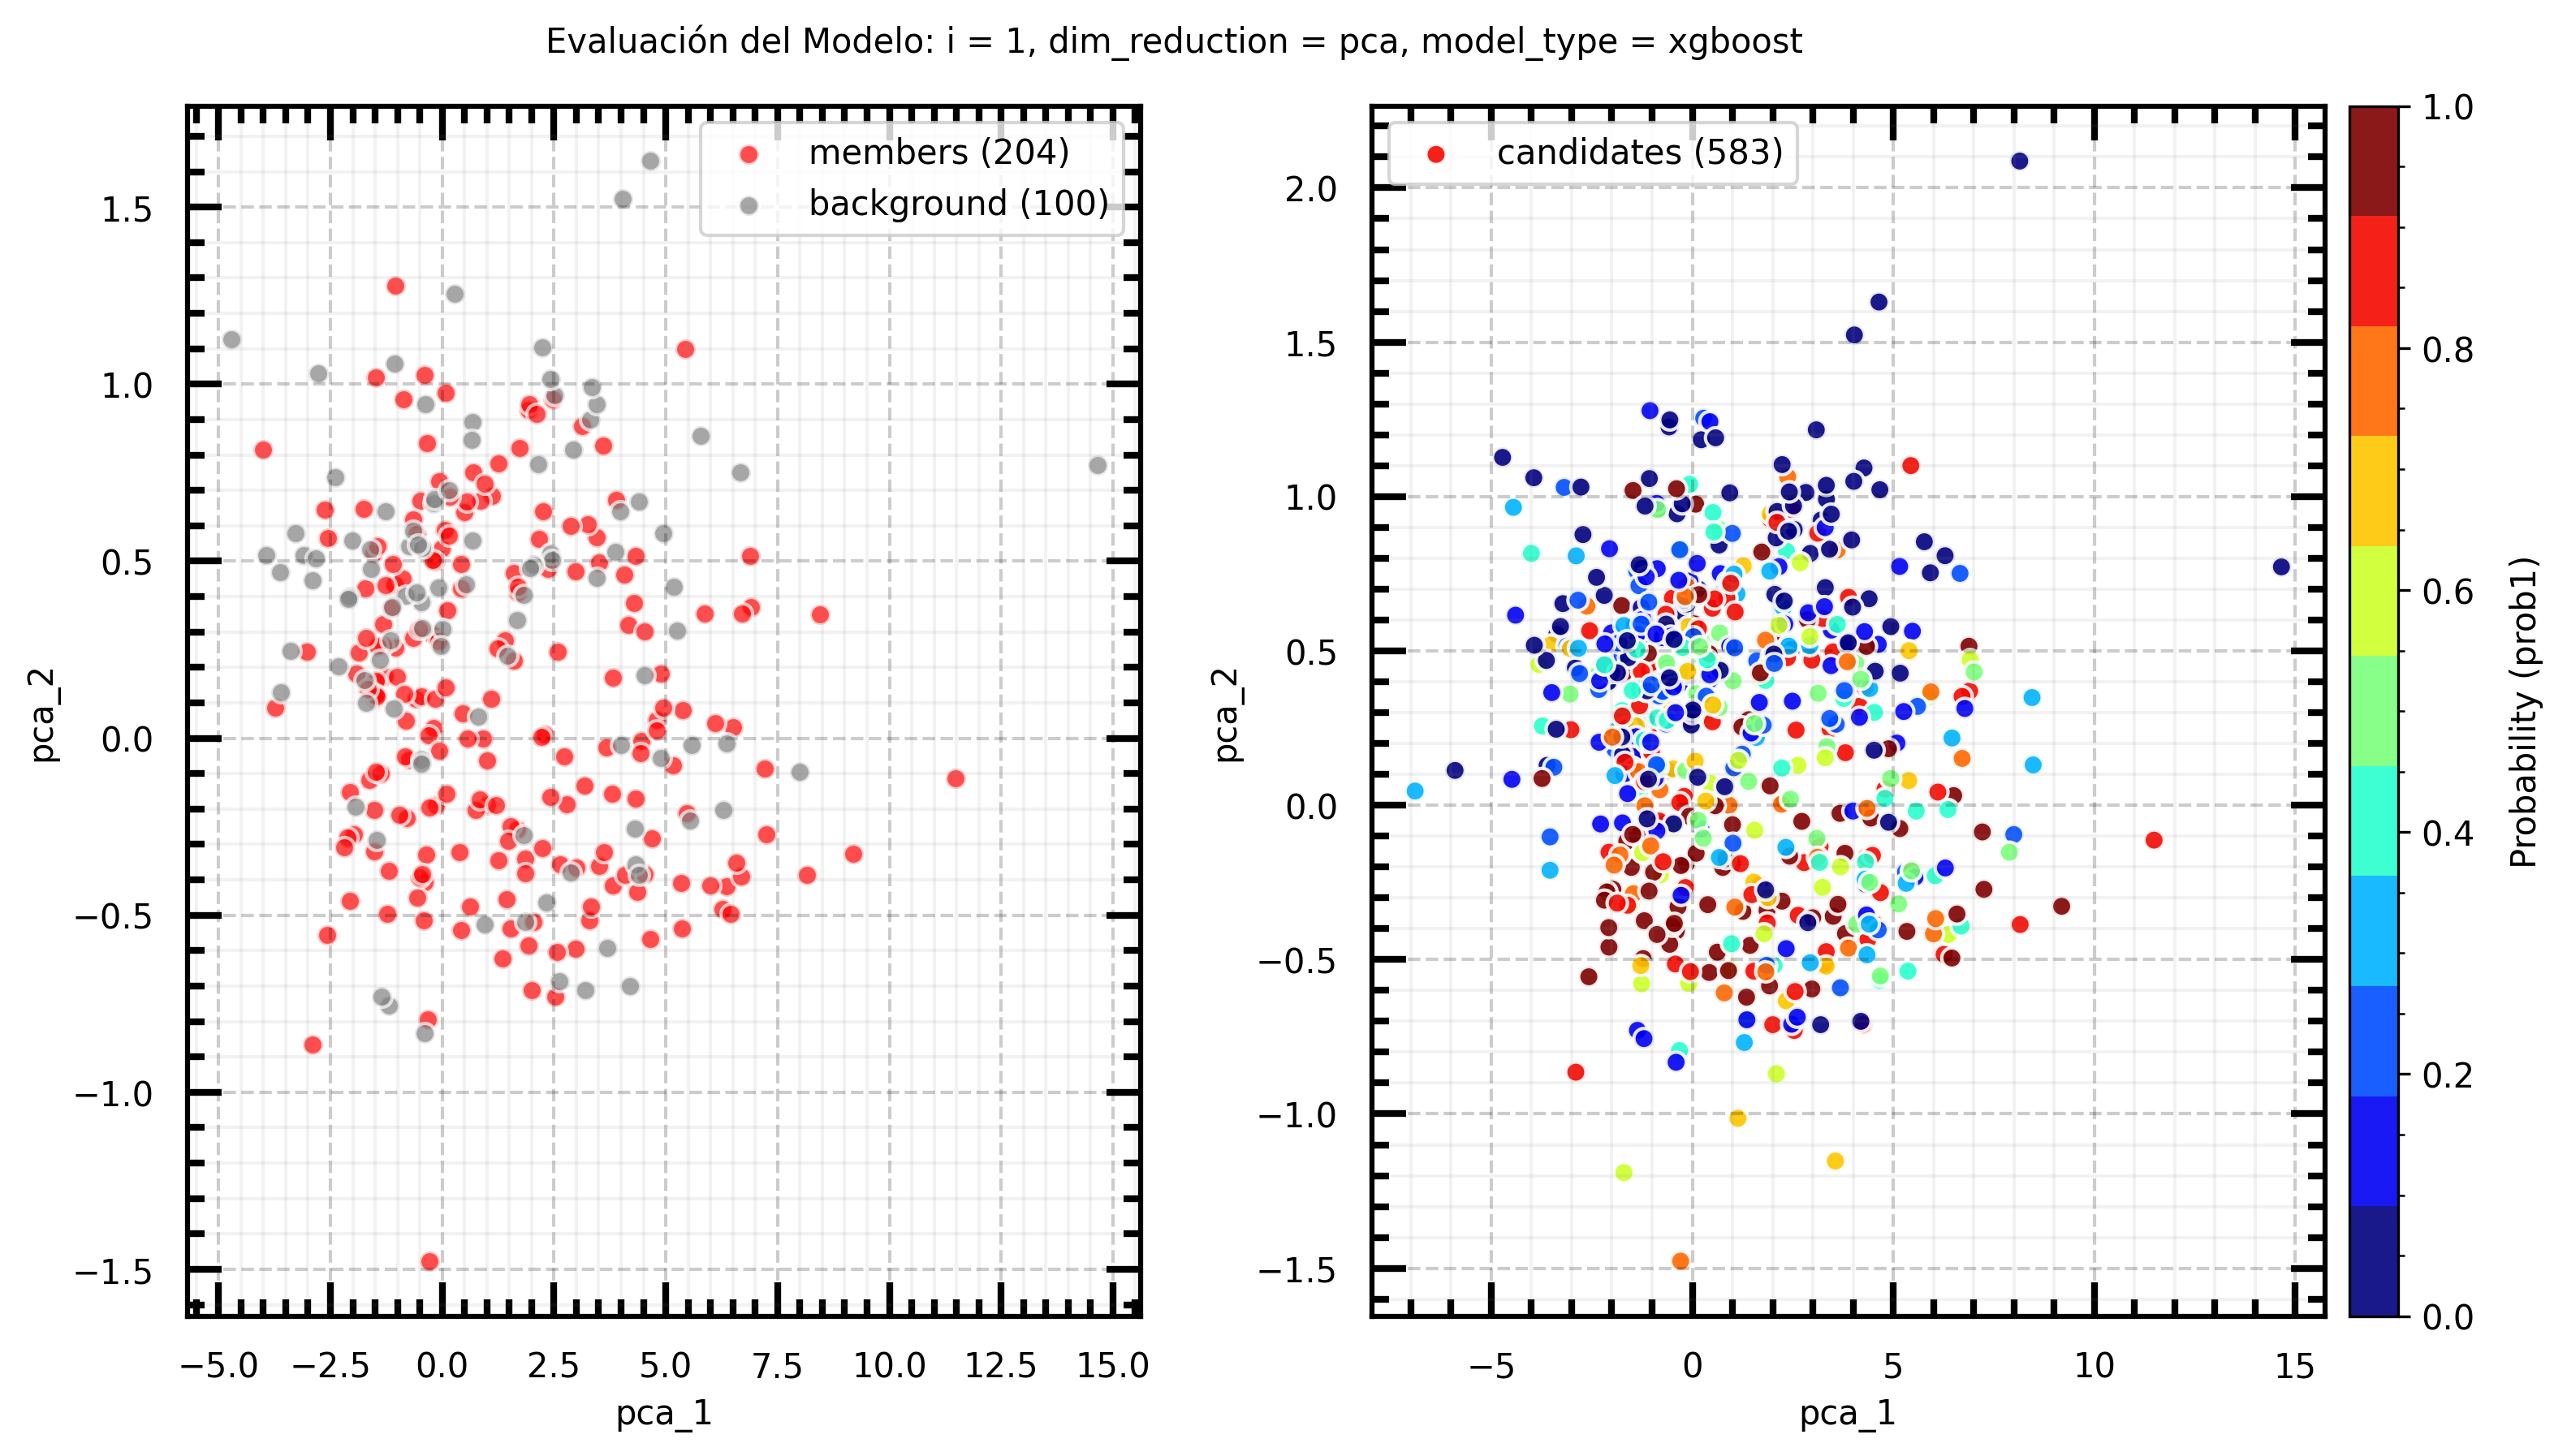 Evaluación del Modelo: i = 1, dim_reduction = pca, model_type = xgboost
members (204)
background (100)
1.5
1.0
0.5
0.0
−0.5
−1.0
−1.5
pca_2
−5.0 −2.5 0.0 2.5 5.0 7.5 10.0 12.5 15.0
pca_1
candidates (583)
2.0
1.5
1.0
0.5
0.0
−0.5
−1.0
−1.5
pca_2
−5 0 5 10 15
pca_1
1.0
0.8
0.6
0.4
0.2
0.0
Probability (prob1)